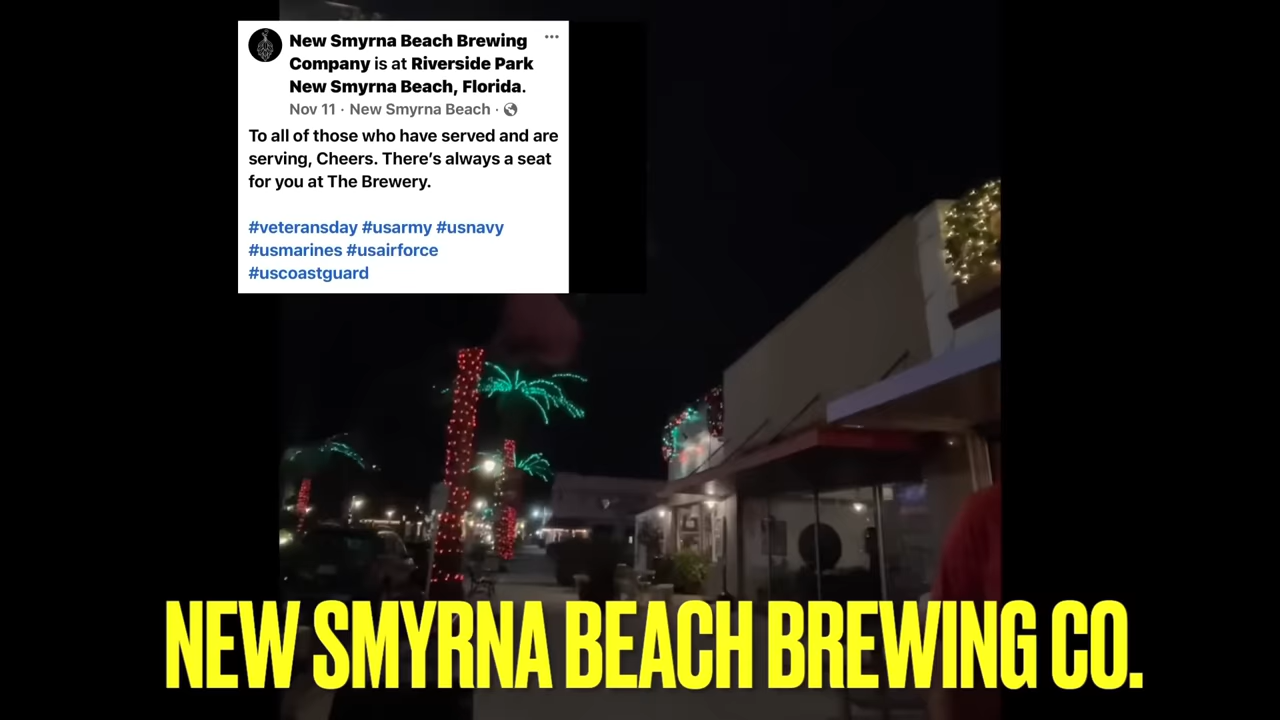 New Smyrna Beach Brewing
Company is at Riverside Park
New Smyrna Beach, Florida.
Nov 11 · New Smyrna Beach ·
To all of those who have served and are
serving, Cheers. There’s always a seat
for you at The Brewery.
#veteransday #usarmy #usnavy
#usmarines #usairforce
#uscoastguard
NEW SMYRNA BEACH BREWING CO.